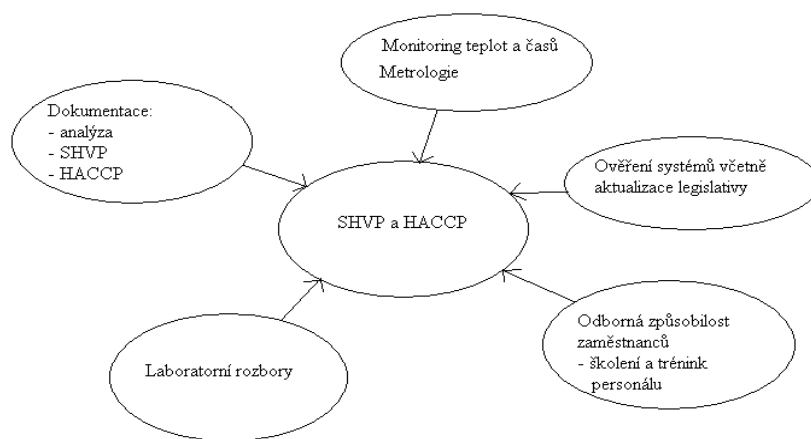 Monitoring teplot a časů
Metrologie
Dokumentace:
- analýza
- SHVP
- HACCP
Ověření systémů včetně
aktualizace legislativy
SHVP a HACCP
Odborná způsobilost
zaměstnanců
- školení a trénink
personálu
Laboratorní rozbory